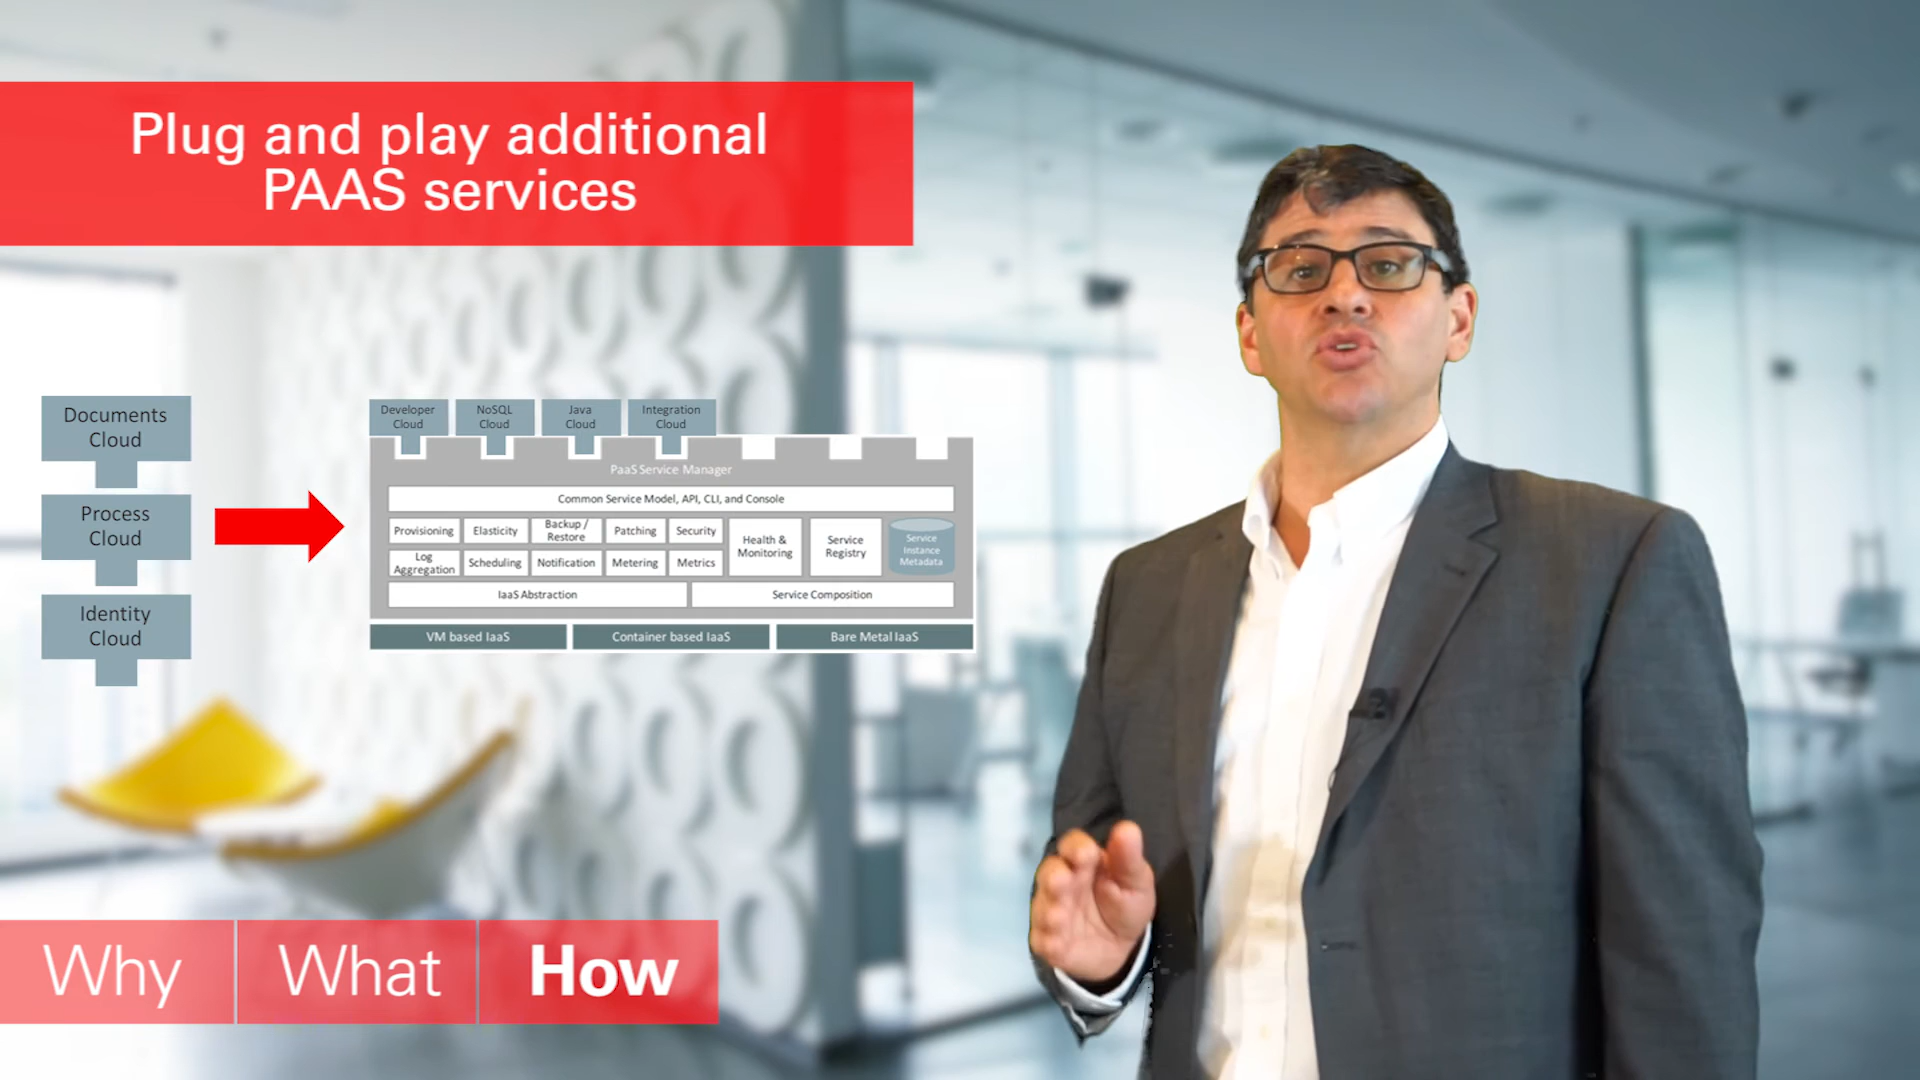 Plug and play additional
PAAS services
Documents
Cloud
Process
Cloud
Identity
Cloud
Developer
Cloud
NoSQL
Cloud
Java
Cloud
Integration
Cloud
PaaS Service Manager
Common Service Model, API, CLI, and Console
Provisioning
Elasticity
Backup /
Restore
Patching
Security
Log
Aggregation
Scheduling
Notification
Metering
Metrics
Health &
Monitoring
Service
Registry
Service
Instance
Metadata
IaaS Abstraction
Service Composition
VM based IaaS
Container based IaaS
Bare Metal IaaS
Why
What
How